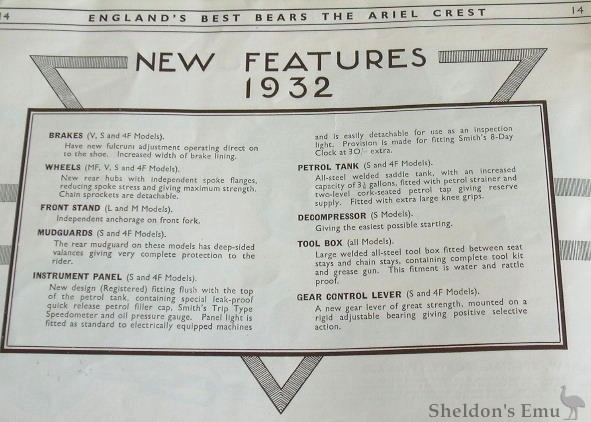 14 ENGLAND'S BEST BEARS THE ARIEL CREST 14
NEW FEATURES
1932
BRAKES (V, S and 4F Models).
Have new fulcrum adjustment operating direct on
to the shoe. Increased width of brake lining.
WHEELS (MF, V, S and 4F Models).
New rear hubs with independent spoke flanges,
reducing spoke stress and giving maximum strength.
Chain sprockets are detachable.
FRONT STAND (L and M Models).
Independent anchorage on front fork.
MUDGUARDS (S and 4F Models).
The rear mudguard on these models has deep-sided
valances giving very complete protection to the
rider.
INSTRUMENT PANEL (S and 4F Models).
New design (Registered) fitting flush with the top
of the petrol tank, containing special leak-proof
quick release petrol filler cap, Smith's Trip Type
Speedometer and oil pressure gauge. Panel light is
fitted as standard to electrically equipped machines
and is easily detachable for use as an inspection
light. Provision is made for fitting Smith's 8-Day
Clock at 30/- extra.
PETROL TANK (S and 4F Models).
All-steel welded saddle tank, with an increased
capacity of gallons, fitted with petrol strainer and
two-level cork-seated petrol tap giving reserve
supply. Fitted with extra large knee grips.
DECOMPRESSOR (S Models).
Giving the easiest possible starting.
TOOL BOX (all Models).
Large welded all-steel tool box fitted between seat
stays and chain stays, containing complete tool kit
and grease gun. This fitment is water and rattle
proof.
GEAR CONTROL LEVER (S and 4F Models).
A new gear lever of great strength, mounted on a
rigid adjustable bearing giving positive selective
action.
Sheldon's Emu